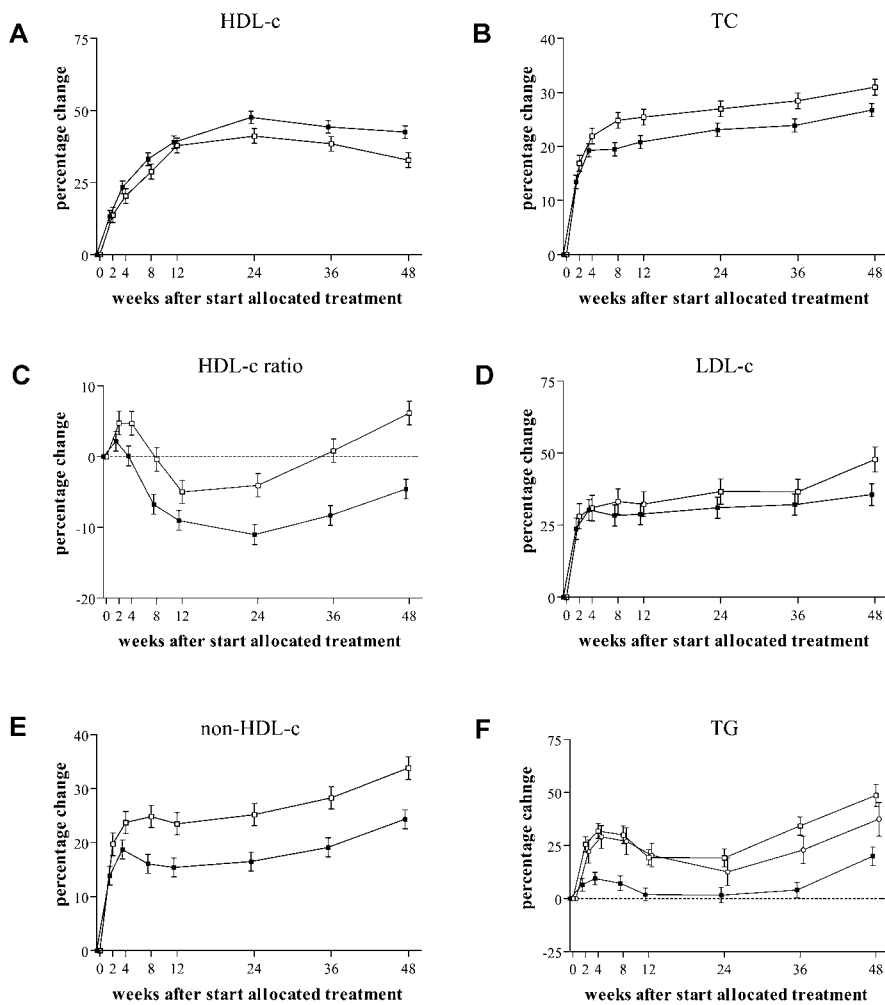 A
HDL-c
percentage change
75
50
25
0
0 2 4 8 12 24 36 48
weeks after start allocated treatment
B
TC
percentage change
40
30
20
10
0
0 2 4 8 12 24 36 48
weeks after start allocated treatment
C
HDL-c ratio
percentage change
10
0
-10
-20
0 2 4 8 12 24 36 48
weeks after start allocated treatment
D
LDL-c
percentage change
75
50
25
0
0 2 4 8 12 24 36 48
weeks after start allocated treatment
E
non-HDL-c
percentage change
40
30
20
10
0
0 2 4 8 12 24 36 48
weeks after start allocated treatment
F
TG
percentage cahnge
75
50
25
0
-25
0 2 4 8 12 24 36 48
weeks after start allocated treatment